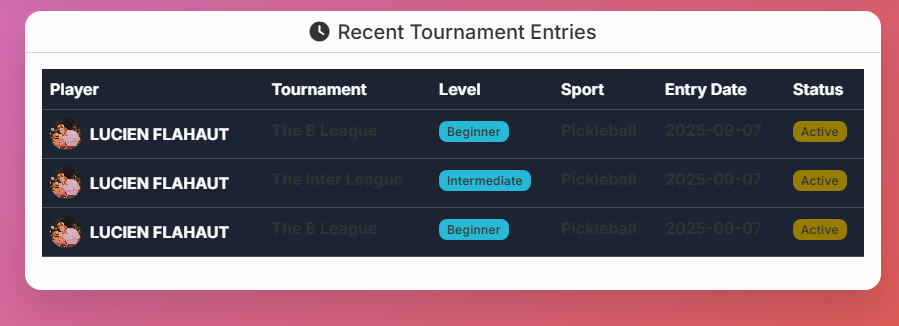 Recent Tournament Entries
Player Tournament Level Sport Entry Date Status
LUCIEN FLAHAUT The B League Beginner Pickleball 2025-09-07 Active
LUCIEN FLAHAUT The Inter League Intermediate Pickleball 2025-09-07 Active
LUCIEN FLAHAUT The B League Beginner Pickleball 2025-09-07 Active